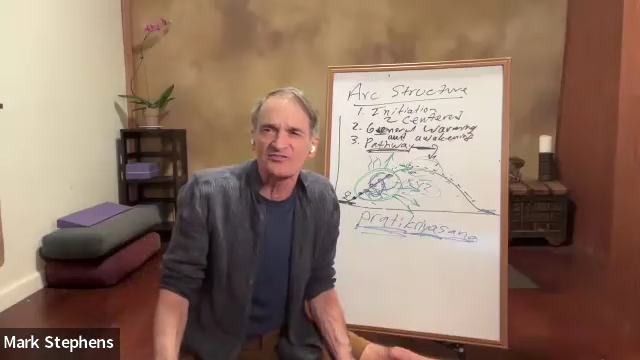 Arc Structure
1. Initiation
2 Centered
2. General Warming
and awakening
3. Pathway
Pratikriyasana
Mark Stephens